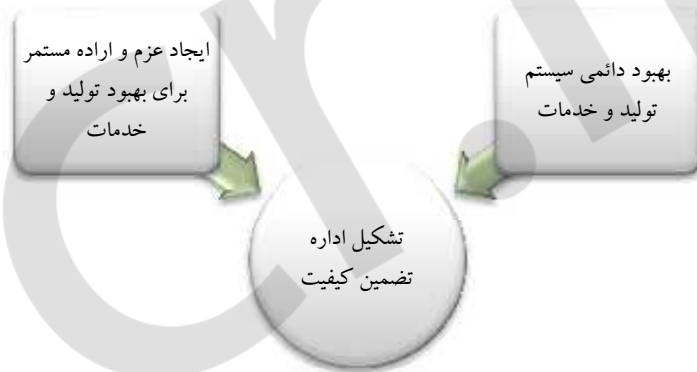 بهبود دائمی سیستم
تولید و خدمات
ایجاد عزم و اراده مستمر
برای بهبود تولید و
خدمات
تشکیل اداره
تضمین کیفیت